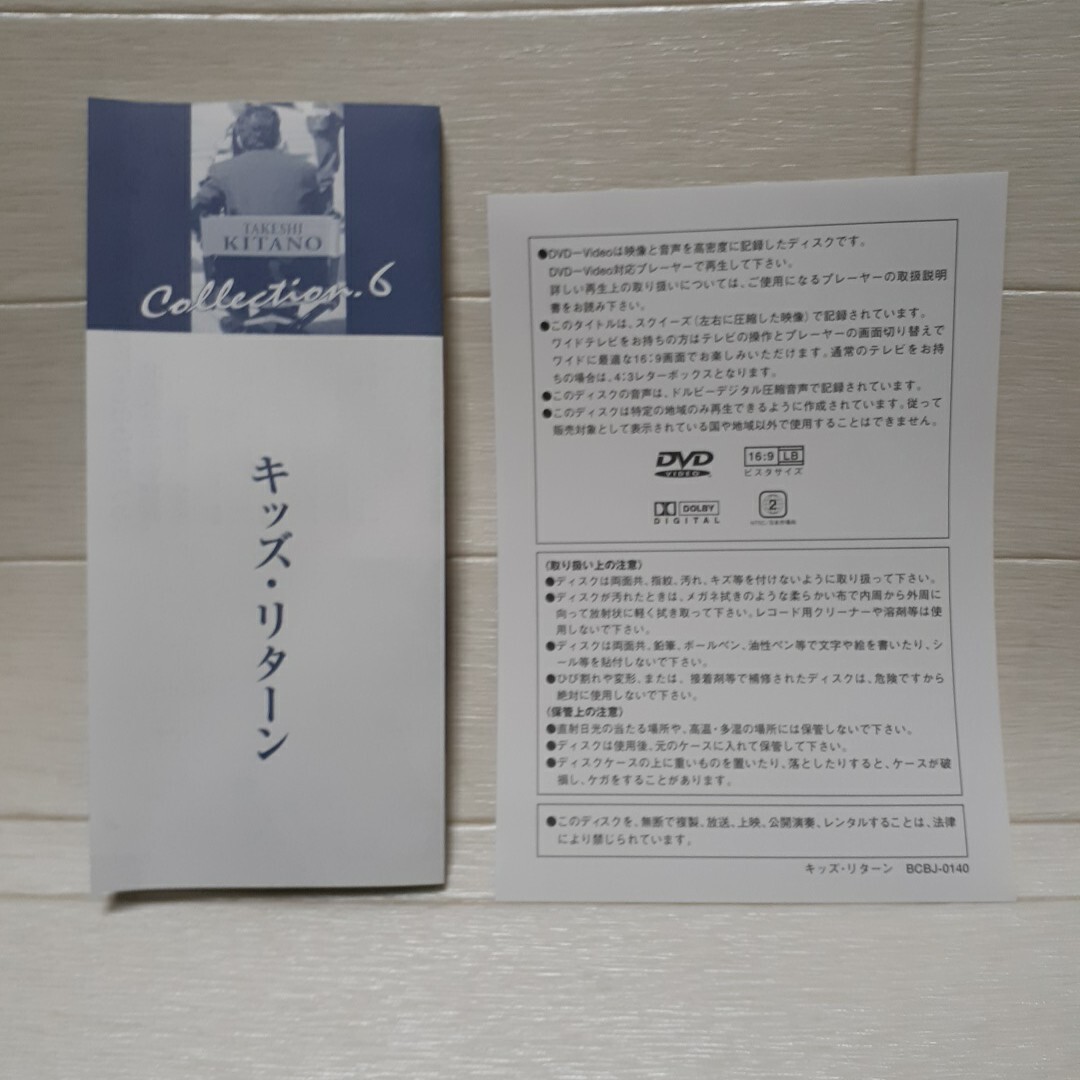 TAKESHI
KITANO
Collection.6
キッズ・リターン
●DVD－Videoは映像と音声を高密度に記録したディスクです。
DVD－Video対応プレーヤーで再生して下さい。
詳しい再生上の取り扱いについては、ご使用になるプレーヤーの取扱説明
書をお読み下さい。
●このタイトルは、スクイーズ（左右に圧縮した映像）で記録されています。
ワイドテレビをお持ちの方はテレビの操作とプレーヤーの画面切り替えで
ワイドに最適な16：9画面でお楽しみいただけます。通常のテレビをお持
ちの場合は、4：3レターボックスとなります。
●このディスクの音声は、ドルビーデジタル圧縮音声で記録されています。
●このディスクは特定の地域のみ再生できるように作成されています。従って
販売対象として表示されている国や地域以外で使用することはできません。
DVD
VIDEO
16:9 LB
ビスタサイズ
DOLBY
DIGITAL
2
（取り扱い上の注意）
●ディスクは両面共、指紋、汚れ、キズ等を付けないように取り扱って下さい。
●ディスクが汚れたときは、メガネ拭きのような柔らかい布で内周から外周に
向って放射状に軽く拭き取って下さい。レコード用クリーナーや溶剤等は使
用しないで下さい。
●ディスクは両面共、鉛筆、ボールペン、油性ペン等で文字や絵を書いたり、シ
ール等を貼付しないで下さい。
●ひび割れや変形、または、接着剤等で補修されたディスクは、危険ですから
絶対に使用しないで下さい。
（保管上の注意）
●直射日光の当たる場所や、高温・多湿の場所には保管しないで下さい。
●ディスクは使用後、元のケースに入れて保管して下さい。
●ディスクケースの上に重いものを置いたり、落としたりすると、ケースが破
損し、ケガをすることがあります。
●このディスクを、無断で複製、放送、上映、公開演奏、レンタルすることは、法律
により禁じられています。
キッズ・リターン BCBJ-0140